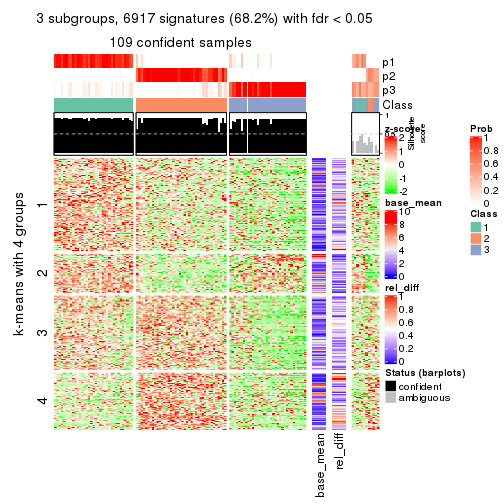 3 subgroups, 6917 signatures (68.2%) with fdr < 0.05
109 confident samples
p1
p2
p3
Class
1
0.5
Silhouette score
k-means with 4 groups
1
2
3
4
base_mean
rel_diff
z-score
2
1
0
-1
-2
base_mean
10
8
6
4
2
0
rel_diff
1
0.8
0.6
0.4
0.2
0
Status (barplots)
confident
ambiguous
Prob
1
0.8
0.6
0.4
0.2
0
Class
1
2
3